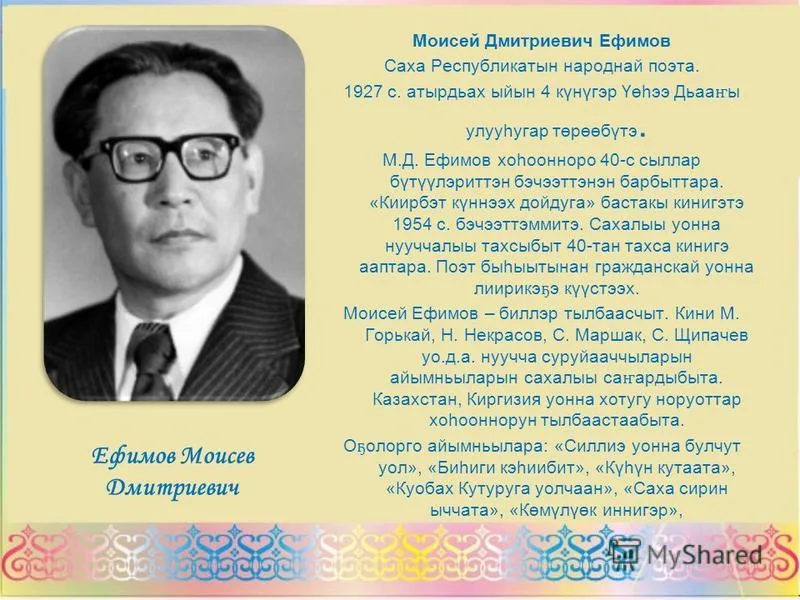 Моисей Дмитриевич Ефимов
Саха Республикатын народнай поэта.
1927 с. атырдьах ыйын 4 күнүгэр Үөһээ Дьааҥы
улууһугар төрөөбүтэ.
М.Д. Ефимов хоһоонноро 40-с сыллар
бүтүүлэриттэн бэчээттэнэн барбыттара.
«Киирбэт күннээх дойдуга» бастакы кинигэтэ
1954 с. бэчээттэммитэ. Сахалыы уонна
нууччалыы тахсыбыт 40-тан тахса кинигэ
ааптара. Поэт быһыытынан гражданскай уонна
лиирикэҕэ күүстээх.
Моисей Ефимов – биллэр тылбаасчыт. Кини М.
Горькай, Н. Некрасов, С. Маршак, С. Щипачев
уо.д.а. нуучча суруйааччыларын
айымньыларын сахалыы саҥардыбыта.
Казахстан, Киргизия уонна хотугу норуоттар
хоһооннорун тылбаастаабыта.
Оҕолорго айымньылара: «Силлиэ уонна булчут
уол», «Биһиги кэһиибит», «Күһүн кутаата»,
«Куобах Кутуруга уолчаан», «Саха сирин
ыччата», «Көмүлүөк иннигэр»,
Ефимов Моисев
Дмитриевич
MyShared